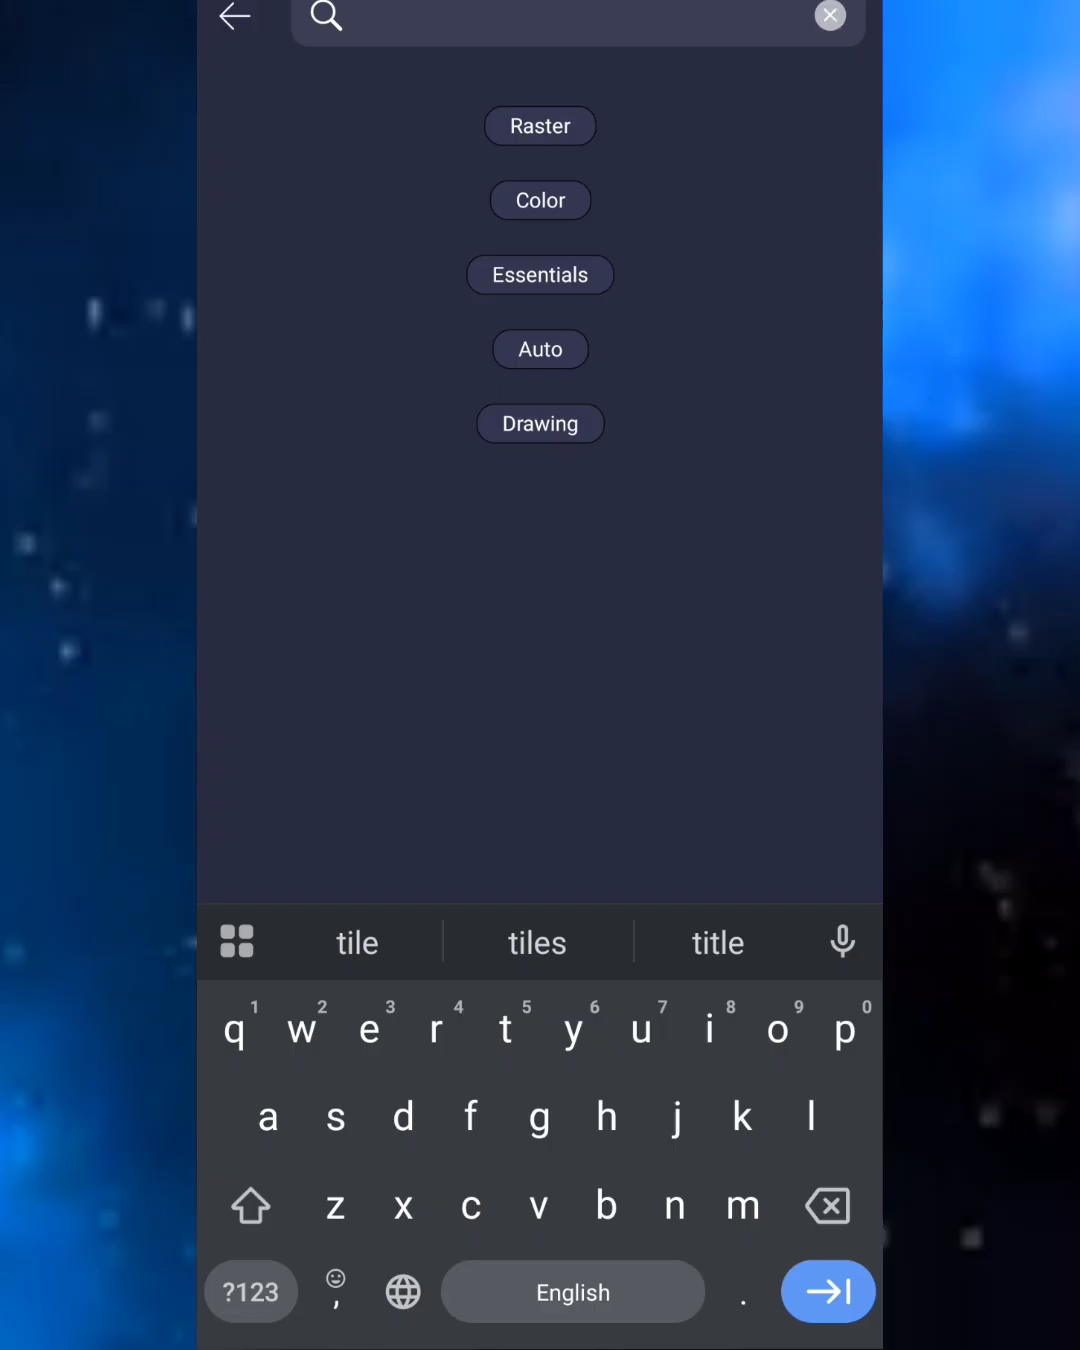 Raster
Color
Essentials
Auto
Drawing
tile tiles title
1 2 3 4 5 6 7 8 9 0
q w e r t y u i o p
a s d f g h j k l
z x c v b n m
?123 , English .